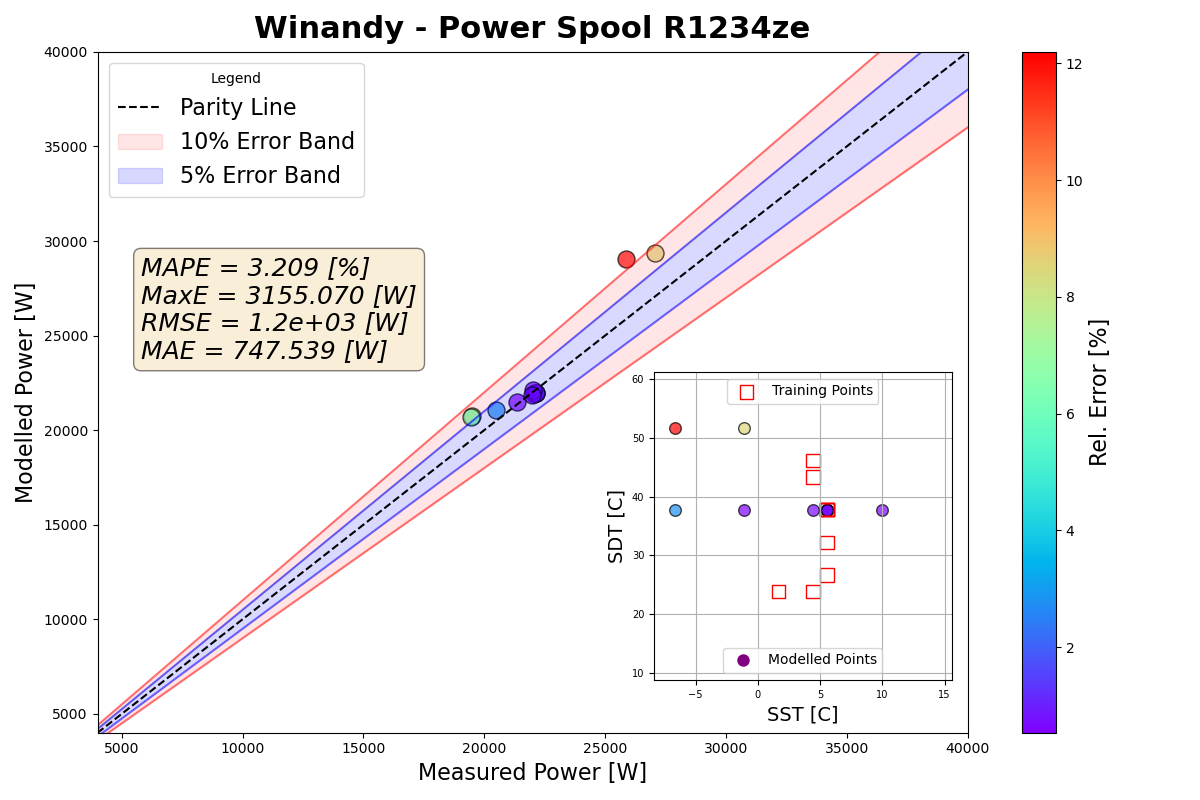 Winandy - Power Spool R1234ze
Modelled Power [W]
40000
35000
30000
25000
20000
15000
10000
5000
Legend
Parity Line
10% Error Band
5% Error Band
MAPE = 3.209 [%]
MaxE = 3155.070 [W]
RMSE = 1.2e+03 [W]
MAE = 747.539 [W]
SDT [C]
60
50
40
30
20
10
Training Points
Modelled Points
−5 0 5 10 15
SST [C]
5000 10000 15000 20000 25000 30000 35000 40000
Measured Power [W]
12
10
8
6
4
2
Rel. Error [%]